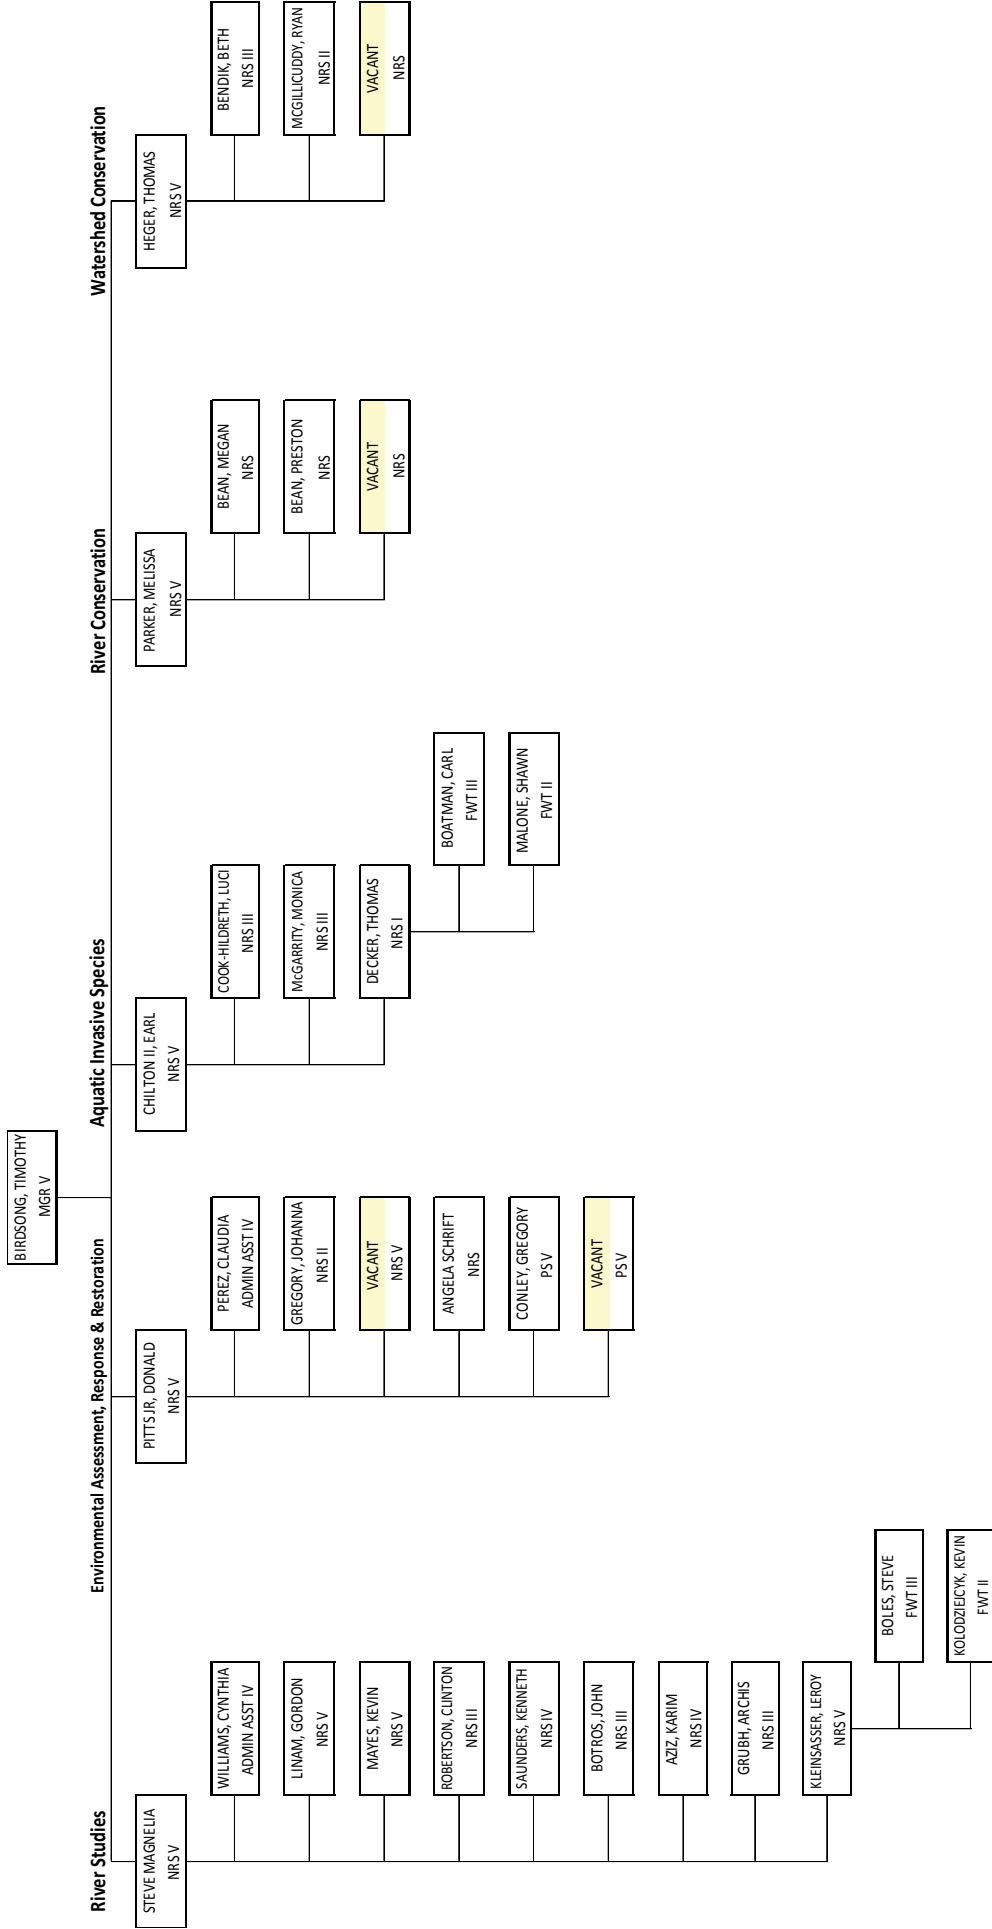 BIRDSONG, TIMOTHY
MGR V
River Studies
STEVE MAGNELIA
NRS V
WILLIAMS, CYNTHIA
ADMIN ASST IV
LINAM, GORDON
NRS V
MAYES, KEVIN
NRS V
ROBERTSON, CLINTON
NRS III
SAUNDERS, KENNETH
NRS IV
BOTROS, JOHN
NRS III
AZIZ, KARIM
NRS IV
GRUBH, ARCHIS
NRS III
KLEINSASSER, LEROY
NRS V
BOLES, STEVE
FWT III
KOLODZIEJCYK, KEVIN
FWT II
Environmental Assessment, Response & Restoration
PITTS JR, DONALD
NRS V
PEREZ, CLAUDIA
ADMIN ASST IV
GREGORY, JOHANNA
NRS II
VACANT
NRS V
ANGELA SCHRIFT
NRS
CONLEY, GREGORY
PS V
VACANT
PS V
Aquatic Invasive Species
CHILTON II, EARL
NRS V
COOK-HILDRETH, LUCI
NRS III
McGARRITY, MONICA
NRS III
DECKER, THOMAS
NRS I
BOATMAN, CARL
FWT III
MALONE, SHAWN
FWT II
River Conservation
PARKER, MELISSA
NRS V
BEAN, MEGAN
NRS
BEAN, PRESTON
NRS
VACANT
NRS
Watershed Conservation
HEGER, THOMAS
NRS V
BENDIK, BETH
NRS III
MCGILLICUDDY, RYAN
NRS II
VACANT
NRS